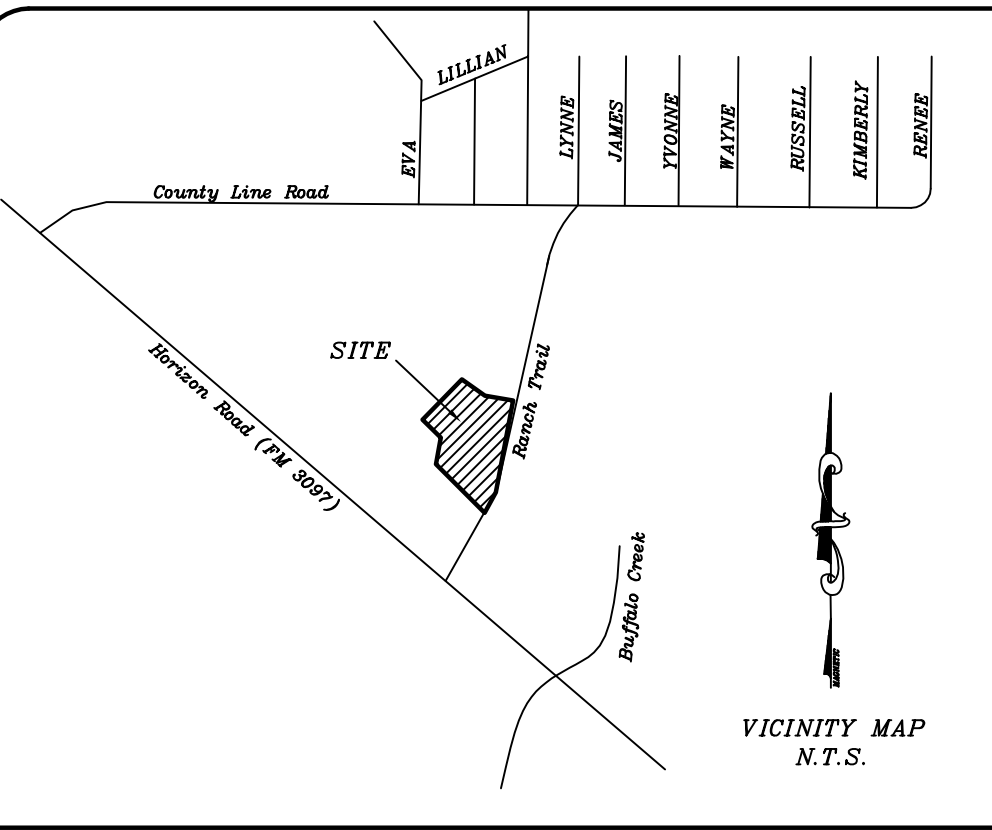 LILLIAN
EVA
LYNNE
JAMES
YVONNE
WAYNE
RUSSELL
KIMBERLY
RENEE
County Line Road
SITE
Horizon Road (FM 3097)
Ranch Trail
Buffalo Creek
MAGNETIC
VICINITY MAP
N.T.S.